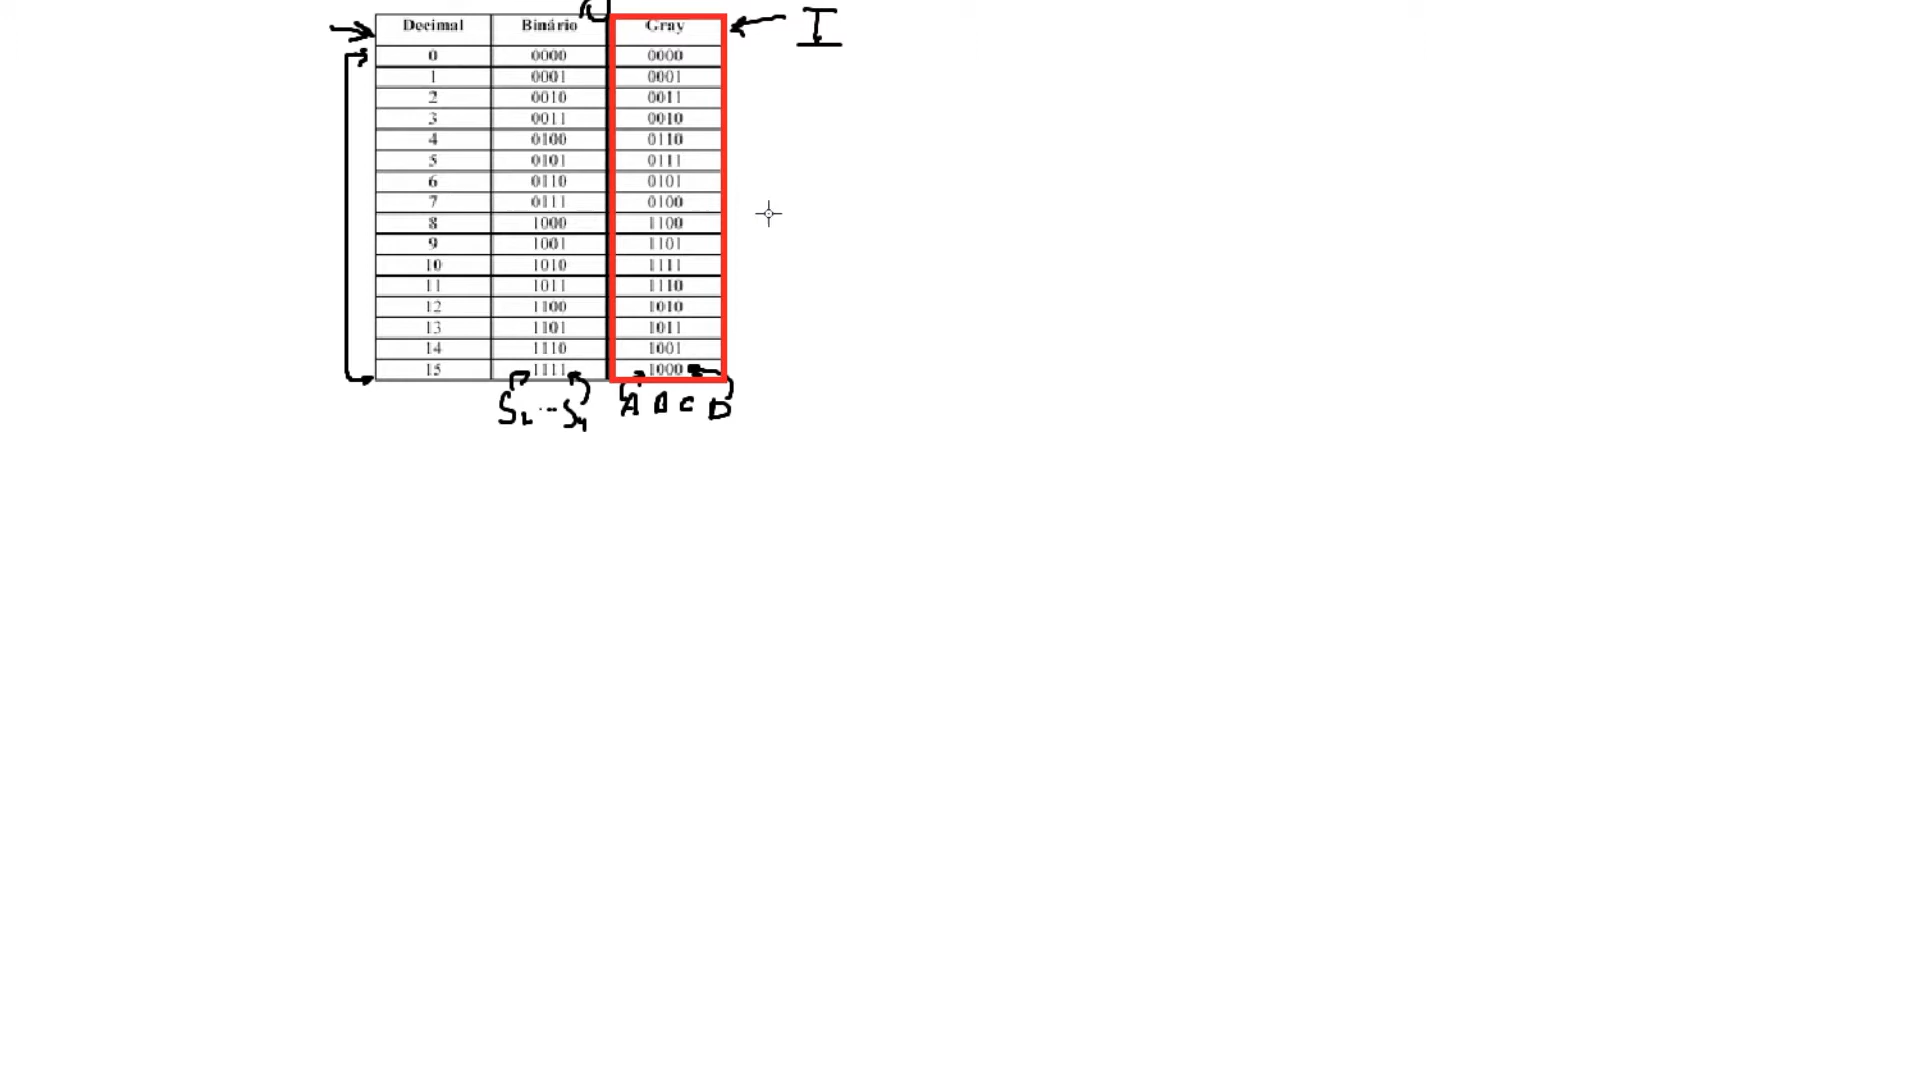 Decimal Binário Gray I
0 0000 0000
1 0001 0001
2 0010 0011
3 0011 0010
4 0100 0110
5 0101 0111
6 0110 0101
7 0111 0100
8 1000 1100
9 1001 1101
10 1010 1111
11 1011 1110
12 1100 1010
13 1101 1011
14 1110 1001
15 1111 1000
S1 ... S4 A B C D